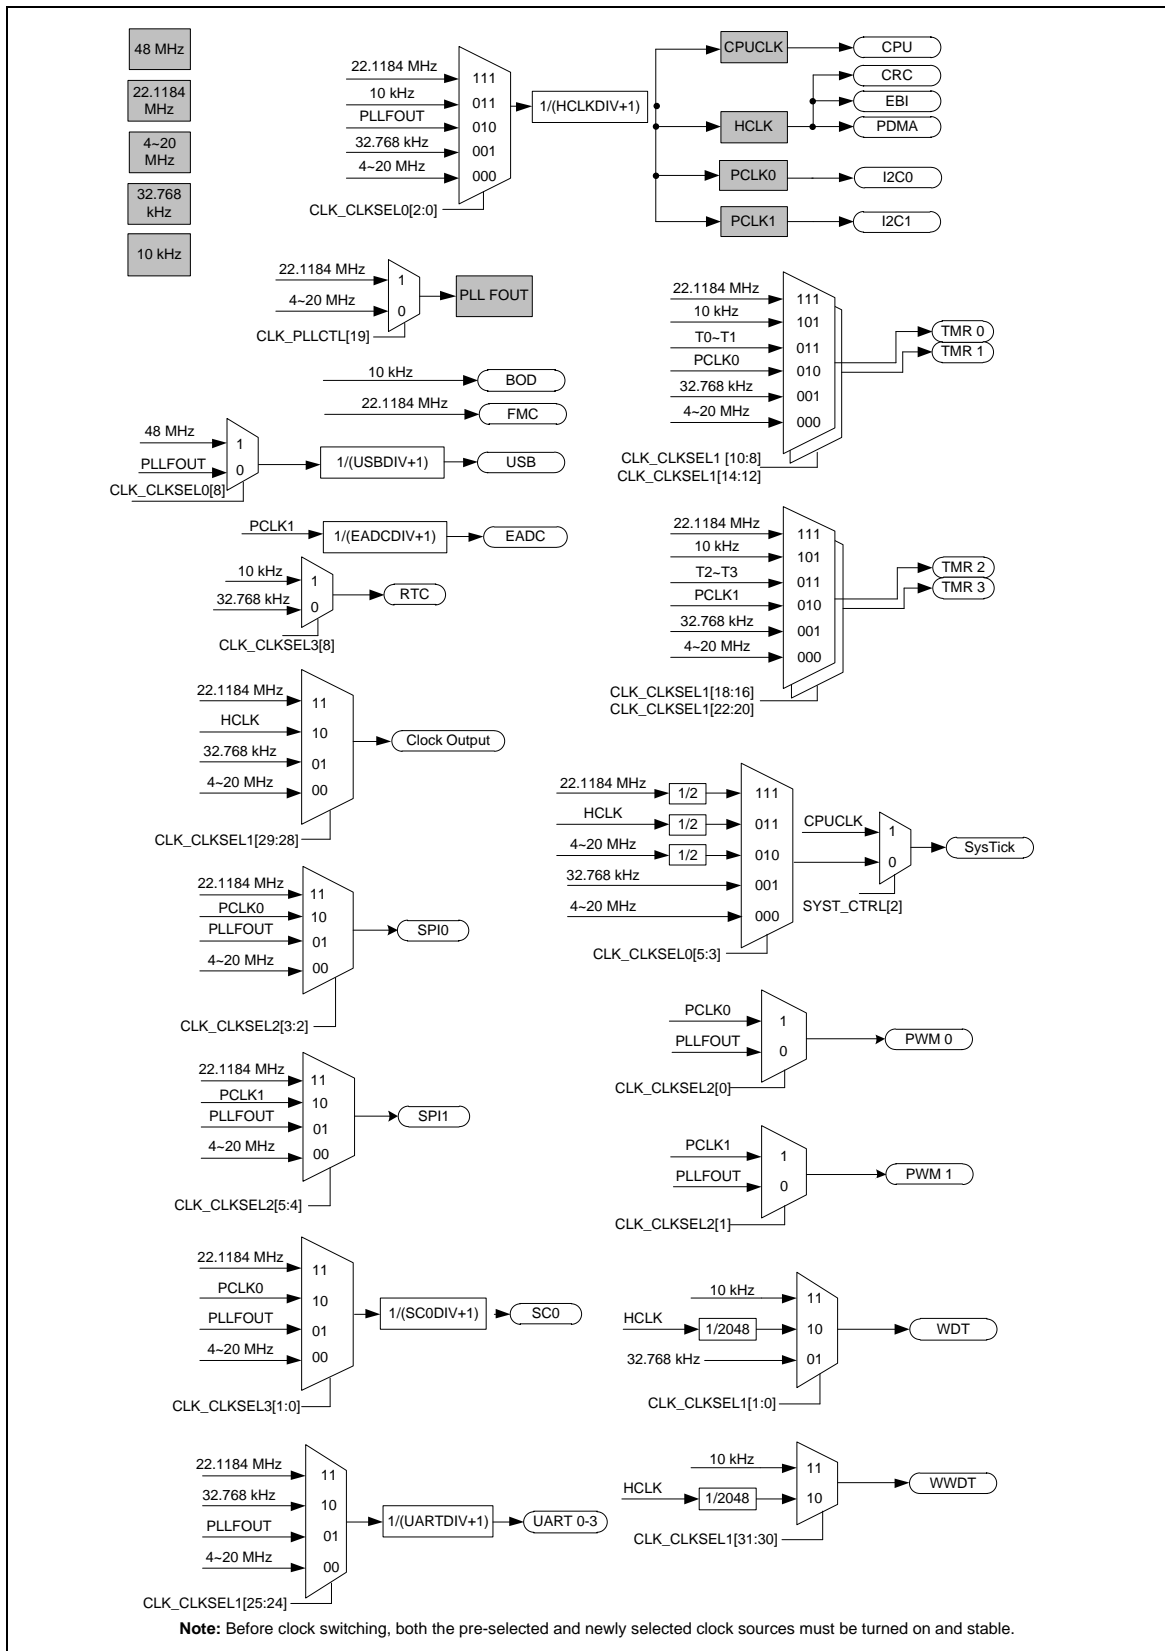 48 MHz
22.1184
MHz
4~20
MHz
32.768
kHz
10 kHz
22.1184 MHz
10 kHz
PLLFOUT
32.768 kHz
4~20 MHz
111
011
010
001
000
CLK_CLKSEL0[2:0]
1/(HCLKDIV+1)
CPUCLK
HCLK
PCLK0
PCLK1
CPU
CRC
EBI
PDMA
I2C0
I2C1
22.1184 MHz
4~20 MHz
1
0
CLK_PLLCTL[19]
PLL FOUT
10 kHz
BOD
22.1184 MHz
FMC
48 MHz
PLLFOUT
1
0
CLK_CLKSEL0[8]
1/(USBDIV+1)
USB
PCLK1
1/(EADCDIV+1)
EADC
10 kHz
32.768 kHz
1
0
CLK_CLKSEL3[8]
RTC
22.1184 MHz
10 kHz
T0~T1
PCLK0
32.768 kHz
4~20 MHz
111
101
011
010
001
000
CLK_CLKSEL1 [10:8]
CLK_CLKSEL1[14:12]
TMR 0
TMR 1
22.1184 MHz
10 kHz
T2~T3
PCLK1
32.768 kHz
4~20 MHz
111
101
011
010
001
000
CLK_CLKSEL1[18:16]
CLK_CLKSEL1[22:20]
TMR 2
TMR 3
22.1184 MHz
HCLK
32.768 kHz
4~20 MHz
11
10
01
00
CLK_CLKSEL1[29:28]
Clock Output
22.1184 MHz
HCLK
4~20 MHz
32.768 kHz
4~20 MHz
1/2
1/2
1/2
111
011
010
001
000
CLK_CLKSEL0[5:3]
CPUCLK
1
0
SYST_CTRL[2]
SysTick
22.1184 MHz
PCLK0
PLLFOUT
4~20 MHz
11
10
01
00
CLK_CLKSEL2[3:2]
SPI0
PCLK0
PLLFOUT
1
0
CLK_CLKSEL2[0]
PWM 0
22.1184 MHz
PCLK1
PLLFOUT
4~20 MHz
11
10
01
00
CLK_CLKSEL2[5:4]
SPI1
PCLK1
PLLFOUT
1
0
CLK_CLKSEL2[1]
PWM 1
22.1184 MHz
PCLK0
PLLFOUT
4~20 MHz
11
10
01
00
CLK_CLKSEL3[1:0]
1/(SC0DIV+1)
SC0
10 kHz
HCLK
1/2048
32.768 kHz
11
10
01
CLK_CLKSEL1[1:0]
WDT
22.1184 MHz
32.768 kHz
PLLFOUT
4~20 MHz
11
10
01
00
CLK_CLKSEL1[25:24]
1/(UARTDIV+1)
UART 0-3
10 kHz
HCLK
1/2048
11
10
CLK_CLKSEL1[31:30]
WWDT
Note: Before clock switching, both the pre-selected and newly selected clock sources must be turned on and stable.